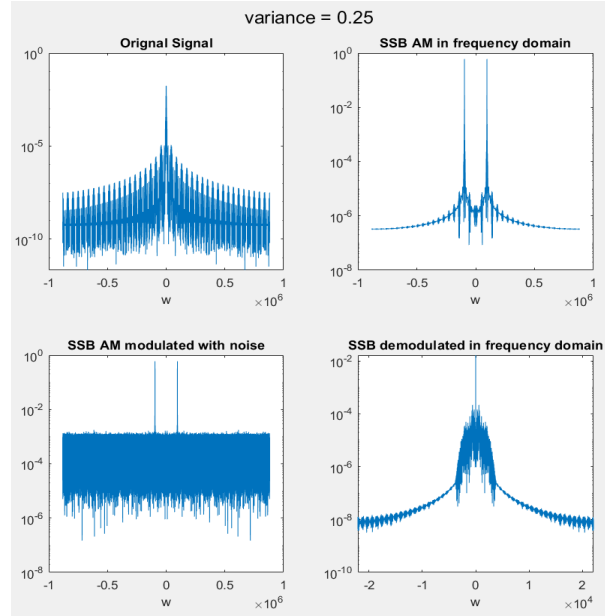 variance = 0.25
Orignal Signal
10^0
10^-5
10^-10
-1 -0.5 0 0.5 1
w
×10^6
SSB AM in frequency domain
10^0
10^-2
10^-4
10^-6
10^-8
-1 -0.5 0 0.5 1
w
×10^6
SSB AM modulated with noise
10^0
10^-2
10^-4
10^-6
10^-8
-1 -0.5 0 0.5 1
w
×10^6
SSB demodulated in frequency domain
10^-2
10^-4
10^-6
10^-8
10^-10
-2 -1 0 1 2
w
×10^4